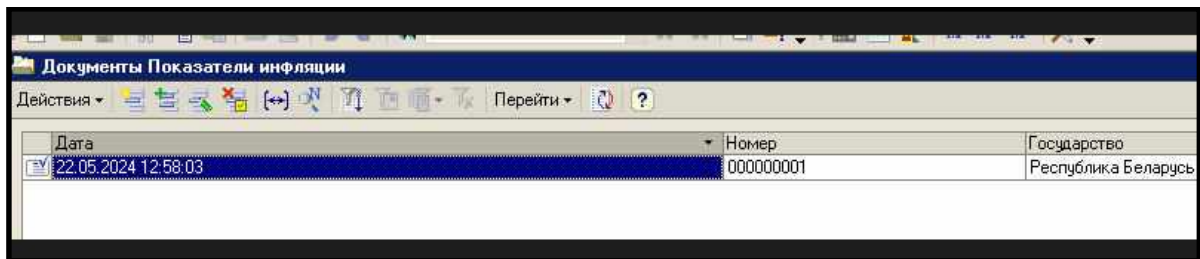 Документы Показатели инфляции
Действия Перейти
Дата Номер Государство
22.05.2024 12:58:03 000000001 Республика Беларусь